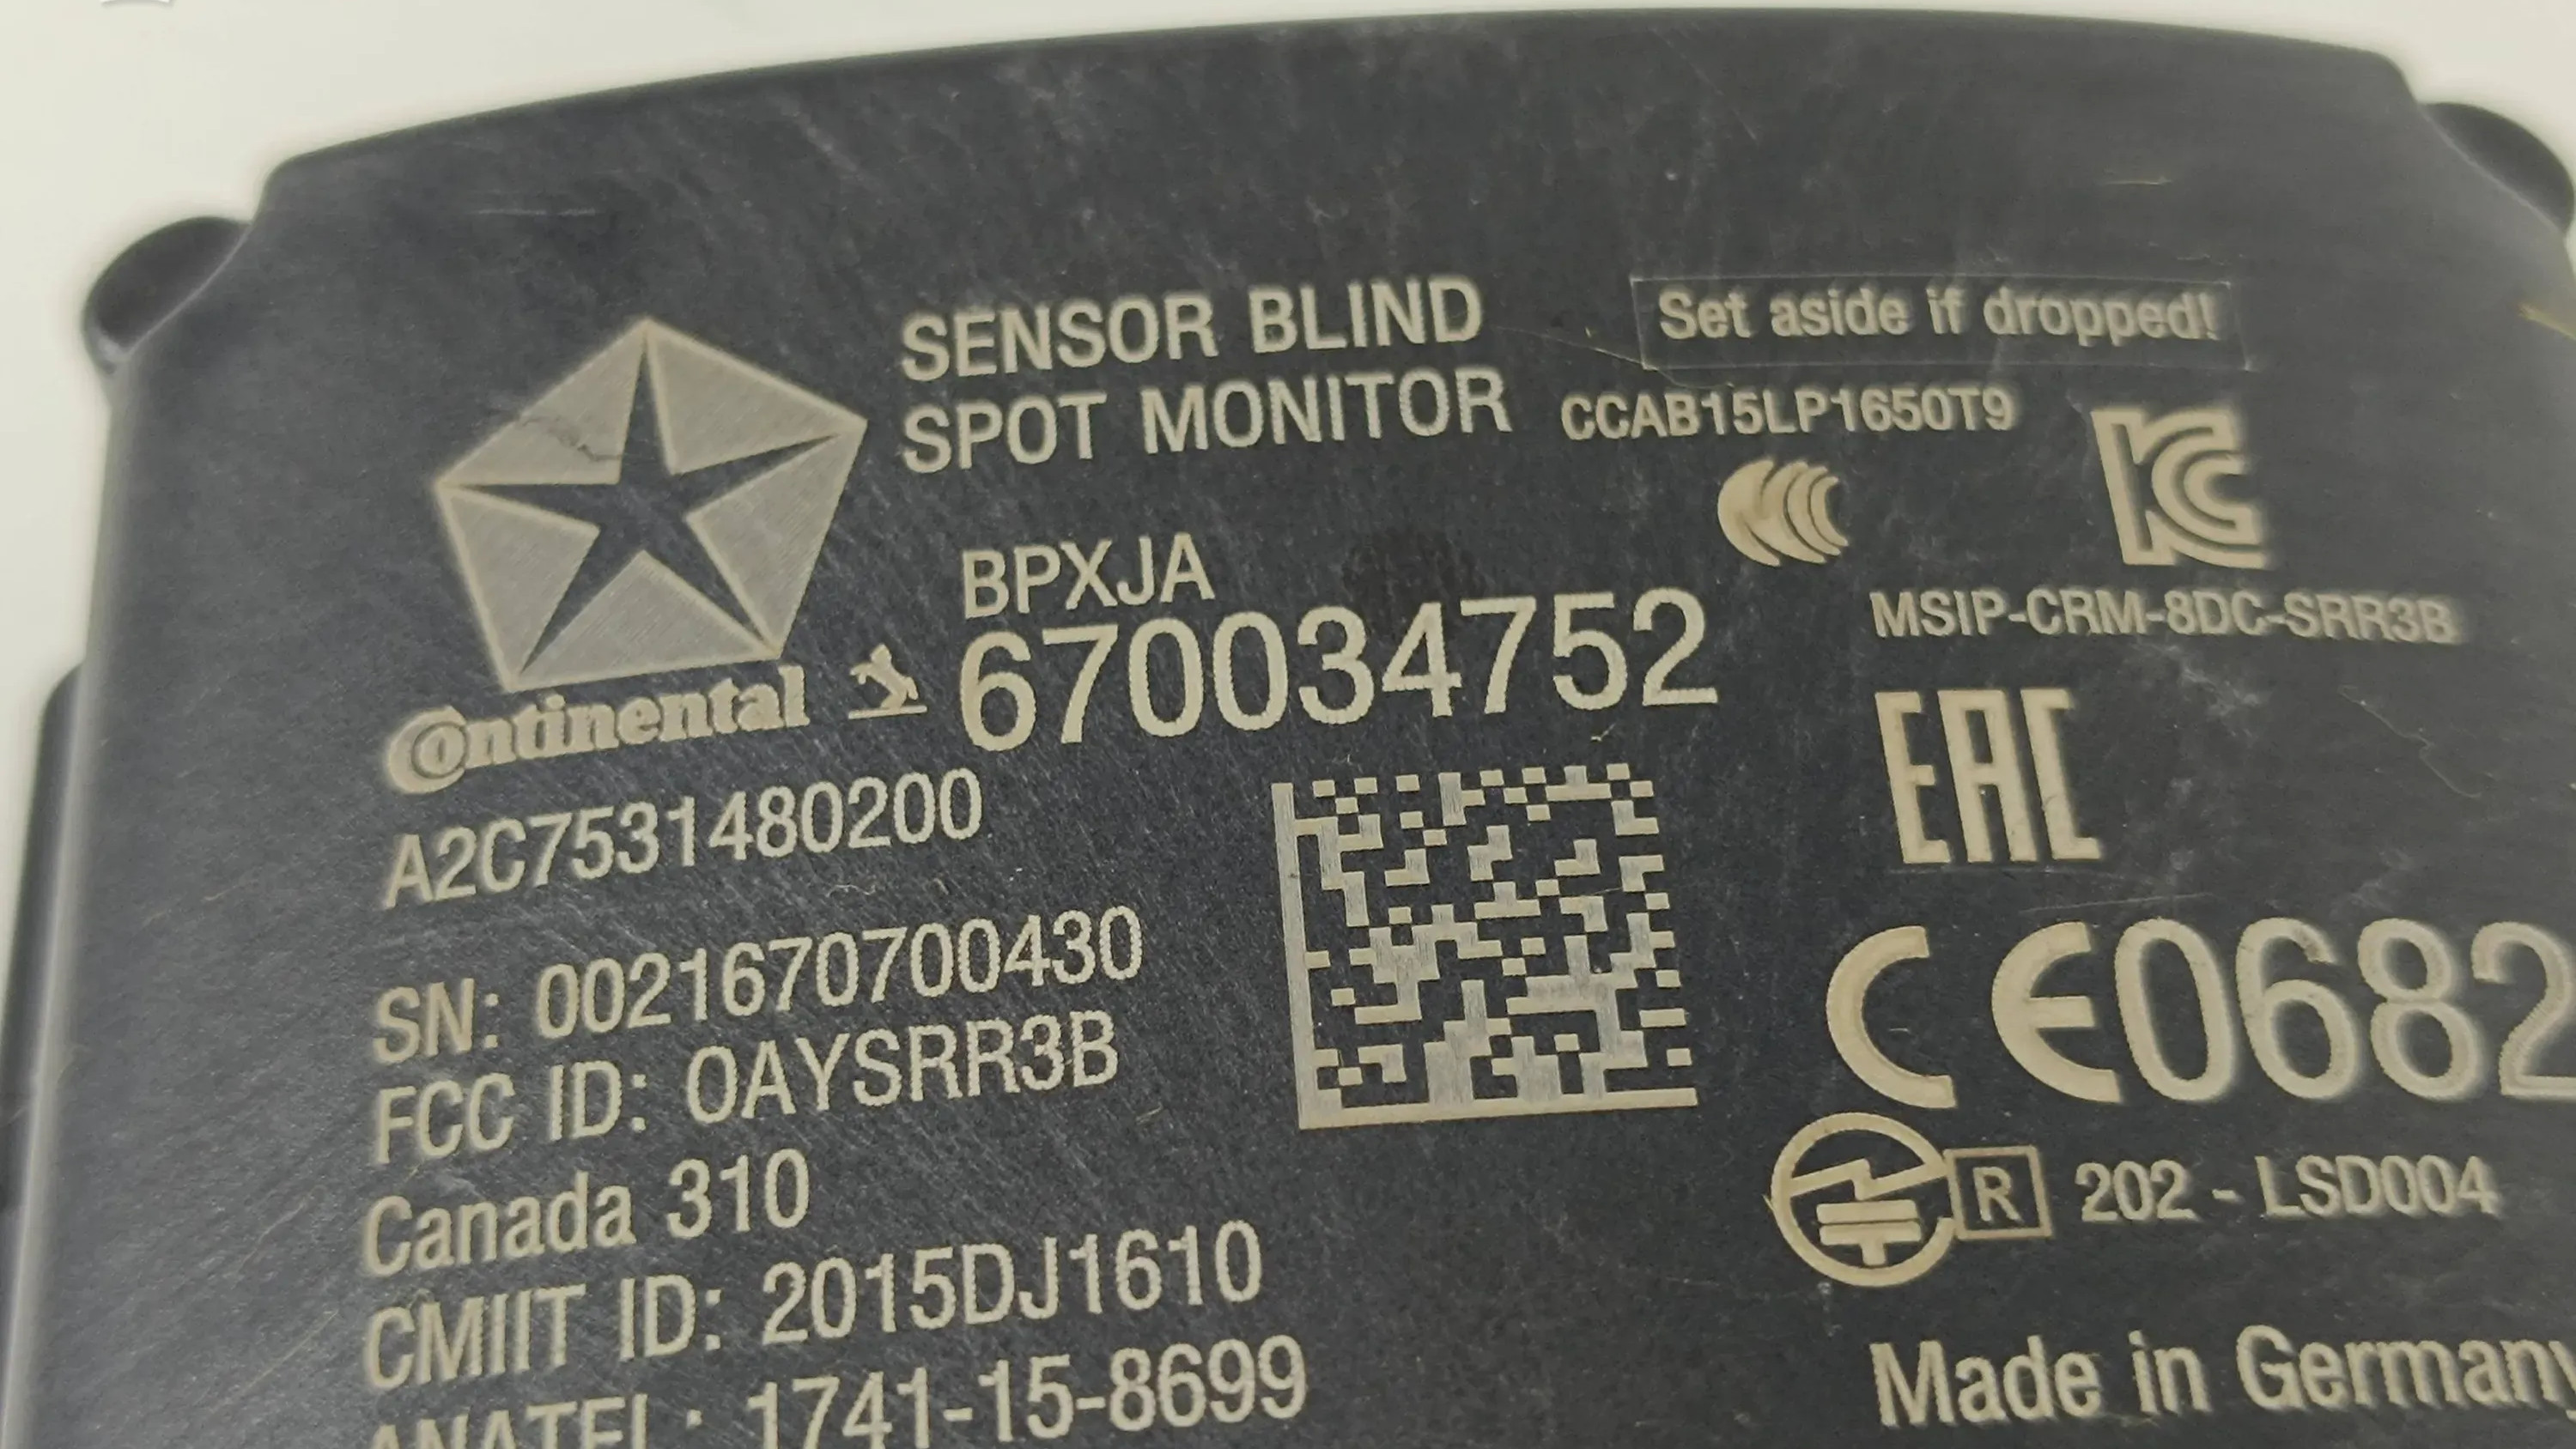 SENSOR BLIND
SPOT MONITOR
Set aside if dropped!
CCAB15LP1650T9
BPXJA
670034752
MSIP-CRM-8DC-SRR3B
Continental
A2C7531480200
EAC
SN: 0021670700430
FCC ID: OAYSRR3B
CE0682
Canada 310
R 202 - LSD004
CMIIT ID: 2015DJ1610
ANATEL: 1741-15-8699
Made in Germany